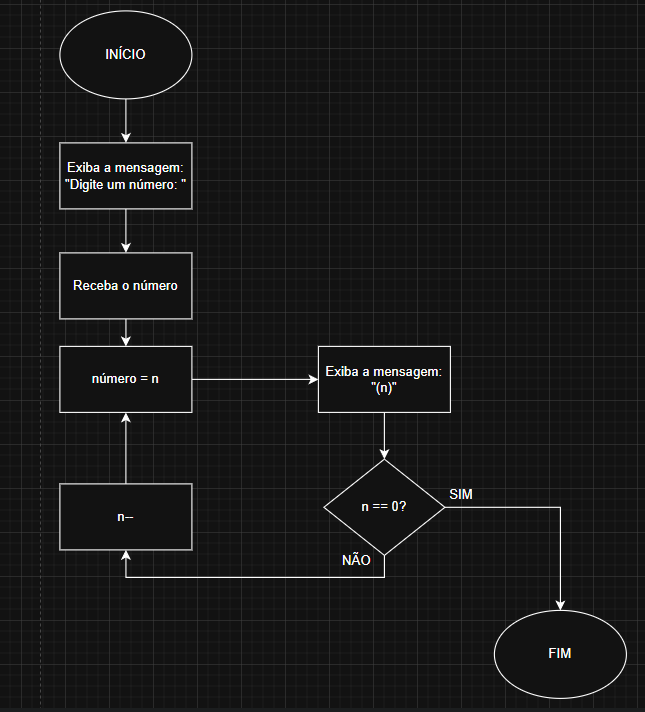 INÍCIO
Exiba a mensagem:
"Digite um número: "
Receba o número
número = n
Exiba a mensagem:
"(n)"
n == 0?
SIM
NÃO
n--
FIM